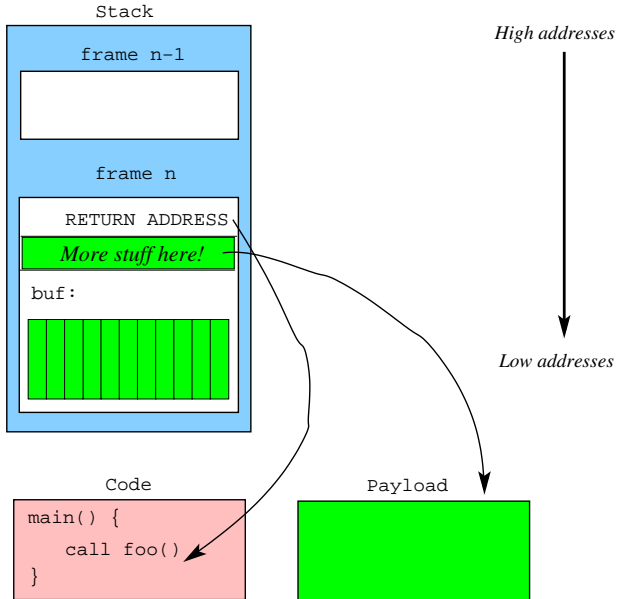 Stack
High addresses
frame n-1
frame n
RETURN ADDRESS
More stuff here!
buf:
Low addresses
Code
Payload
main() {
call foo()
}